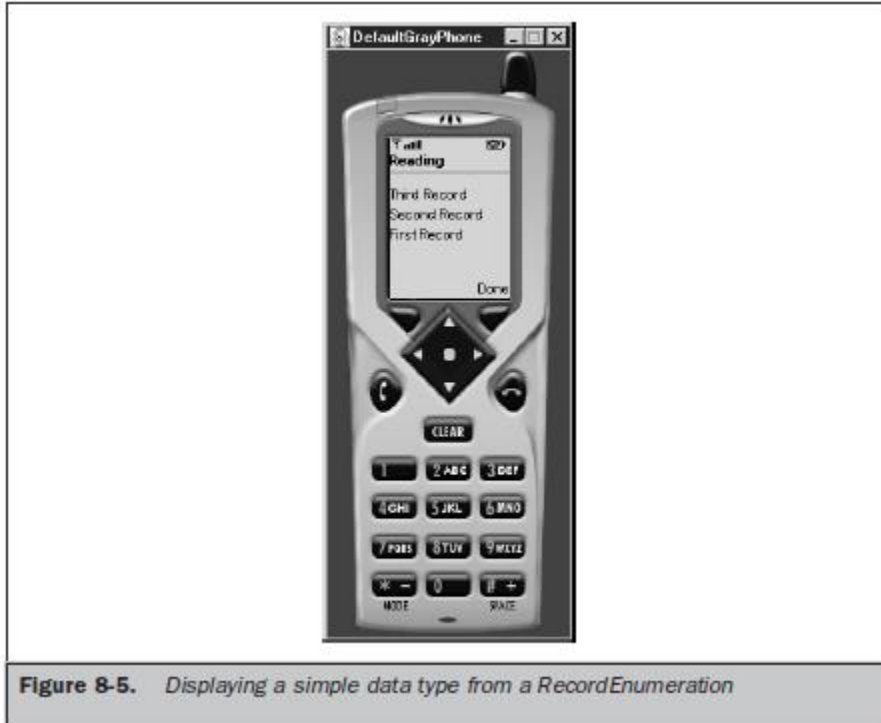 DefaultGrayPhone
Reading
Third Record
Second Record
First Record
Done
CLEAR
1 2 ABC 3 DEF
4 GHI 5 JKL 6 MNO
7 PQRS 8 TUV 9 WXYZ
* - 0 # +
MODE SPACE
Figure 8-5. Displaying a simple data type from a RecordEnumeration